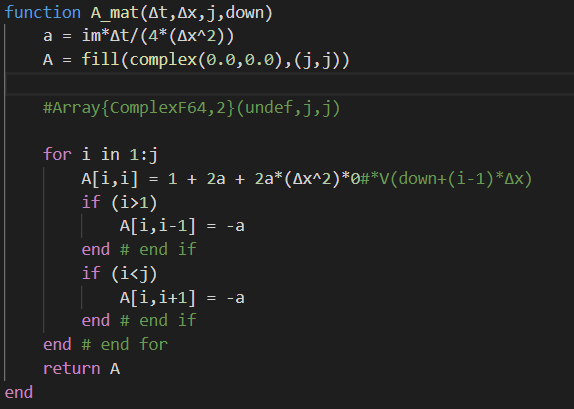 function A_mat(Δt,Δx,j,down)
    a = im*Δt/(4*(Δx^2))
    A = fill(complex(0.0,0.0),(j,j))

    #Array{ComplexF64,2}(undef,j,j)

    for i in 1:j
        A[i,i] = 1 + 2a + 2a*(Δx^2)*0#*V(down+(i-1)*Δx)
        if (i>1)
            A[i,i-1] = -a
        end # end if
        if (i<j)
            A[i,i+1] = -a
        end # end if
    end # end for
    return A
end